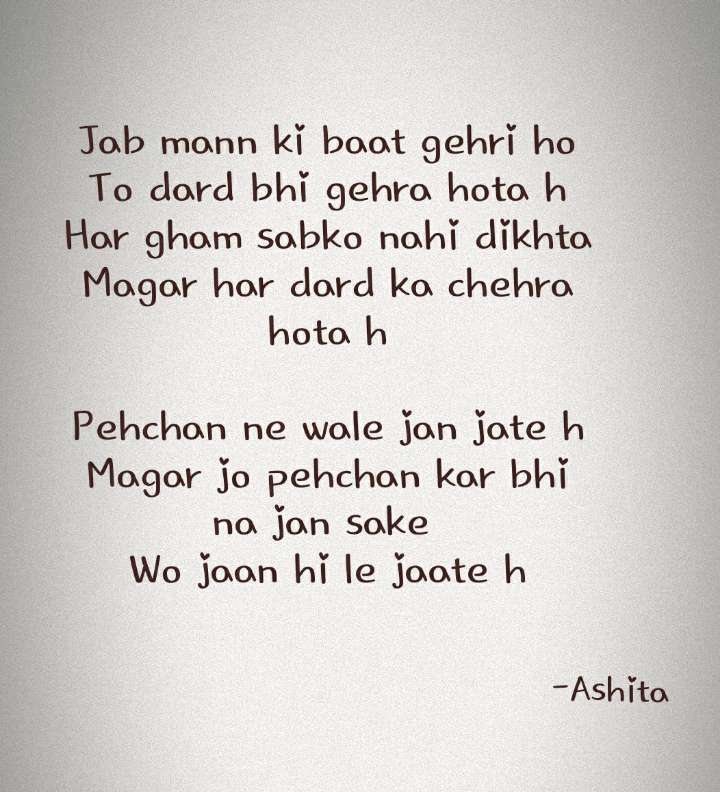 Jab mann ki baat gehri ho
To dard bhi gehra hota h
Har gham sabko nahi dikhta
Magar har dard ka chehra
hota h
Pehchan ne wale jan jate h
Magar jo pehchan kar bhi
na jan sake
Wo jaan hi le jaate h
-Ashita